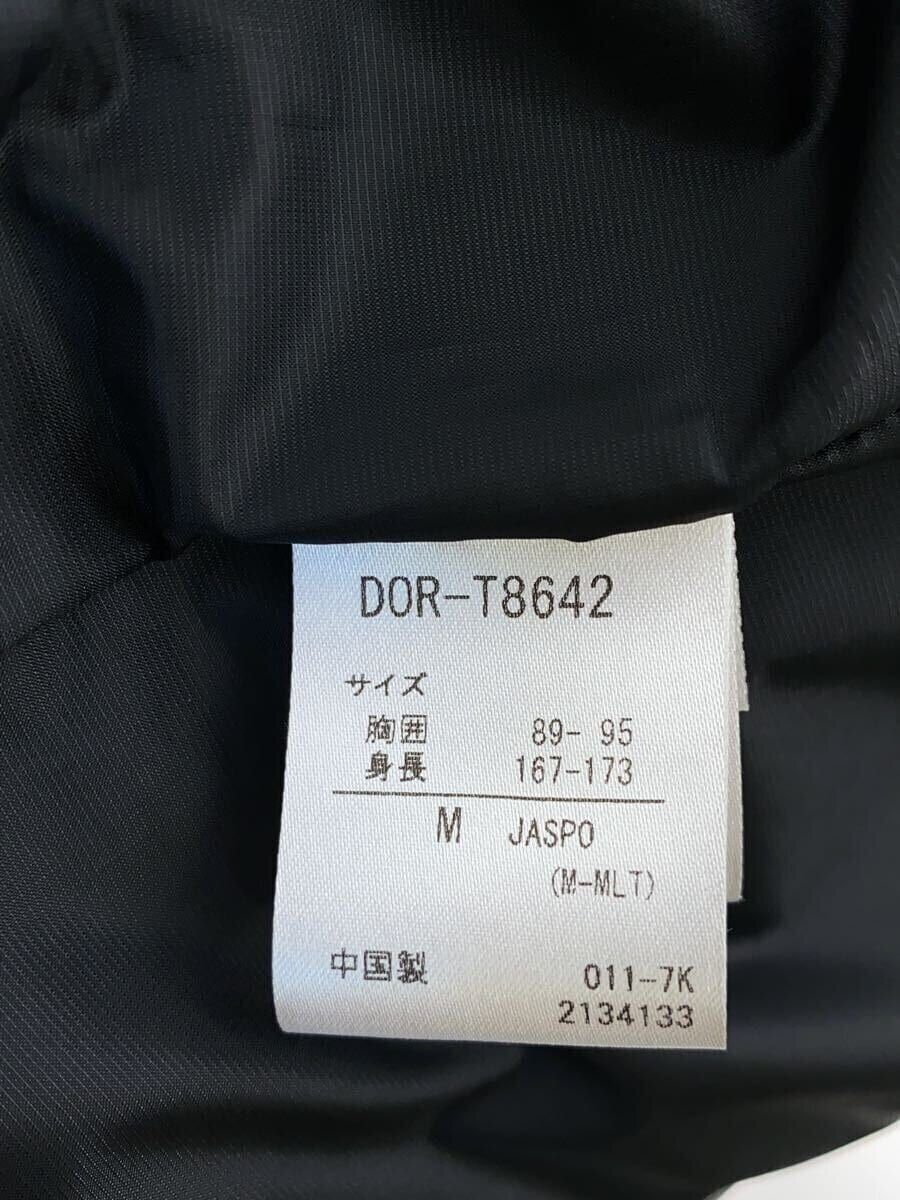 DOR-T8642
サイズ
胸囲 89- 95
身長 167-173
M JASPO
(M-MLT)
中国製 011-7K
2134133